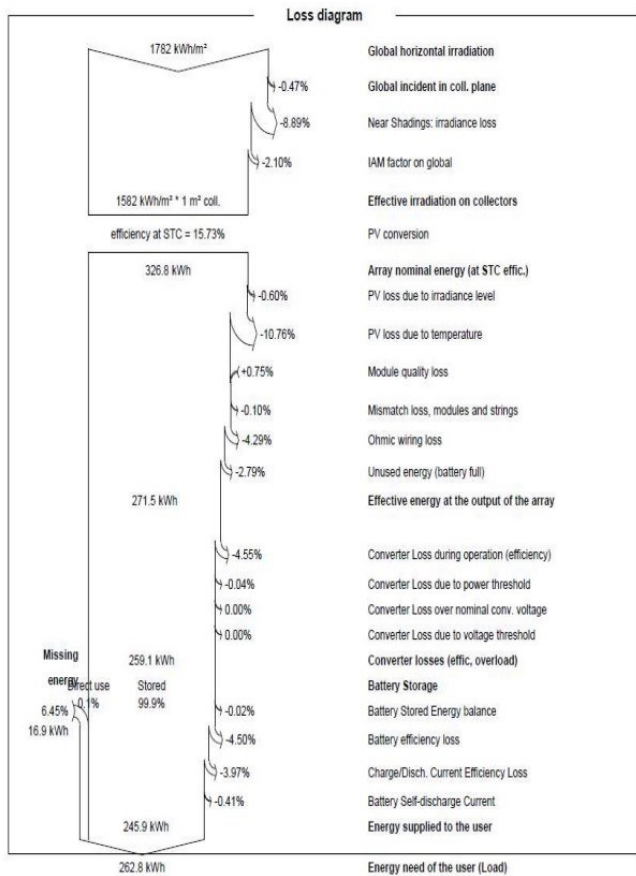 Loss diagram
1782 kWh/m² Global horizontal irradiation
-0.47% Global incident in coll. plane
-8.89% Near Shadings: irradiance loss
-2.10% IAM factor on global
1582 kWh/m² * 1 m² coll. Effective irradiation on collectors
efficiency at STC = 15.73% PV conversion
326.8 kWh Array nominal energy (at STC effic.)
-0.60% PV loss due to irradiance level
-10.76% PV loss due to temperature
+0.75% Module quality loss
-0.10% Mismatch loss, modules and strings
-4.29% Ohmic wiring loss
-2.79% Unused energy (battery full)
271.5 kWh Effective energy at the output of the array
-4.55% Converter Loss during operation (efficiency)
-0.04% Converter Loss due to power threshold
0.00% Converter Loss over nominal conv. voltage
0.00% Converter Loss due to voltage threshold
Missing 259.1 kWh Converter losses (effic, overload)
energy Direct use Stored Battery Storage
6.45% 0.1% 99.9% -0.02% Battery Stored Energy balance
16.9 kWh -4.50% Battery efficiency loss
-3.97% Charge/Disch. Current Efficiency Loss
-0.41% Battery Self-discharge Current
245.9 kWh Energy supplied to the user
262.8 kWh Energy need of the user (Load)